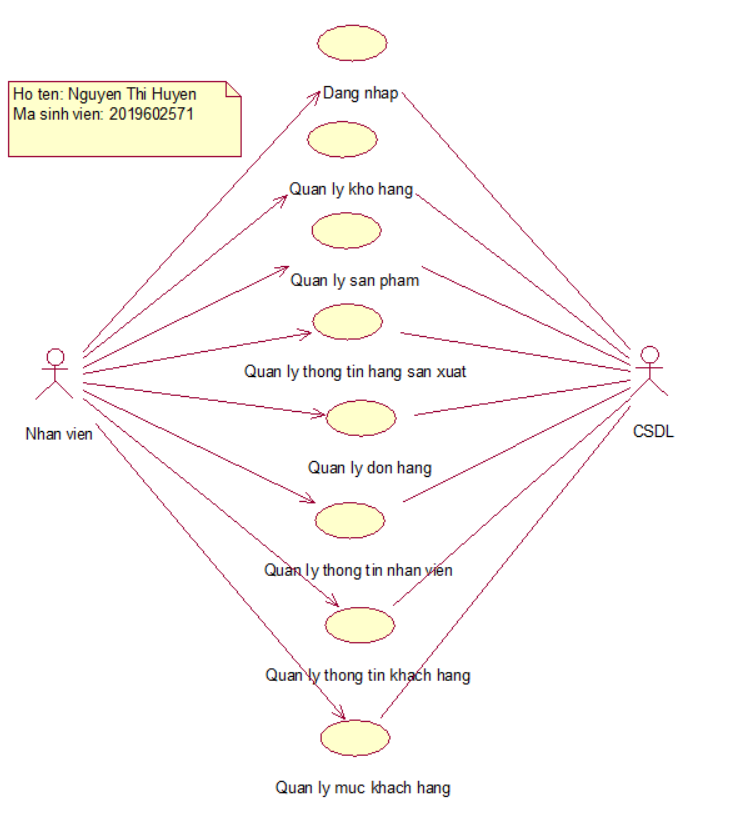 Ho ten: Nguyen Thi Huyen
Ma sinh vien: 2019602571
Dang nhap
Quan ly kho hang
Quan ly san pham
Quan ly thong tin hang san xuat
Nhan vien
CSDL
Quan ly don hang
Quan ly thong tin nhan vien
Quan ly thong tin khach hang
Quan ly muc khach hang